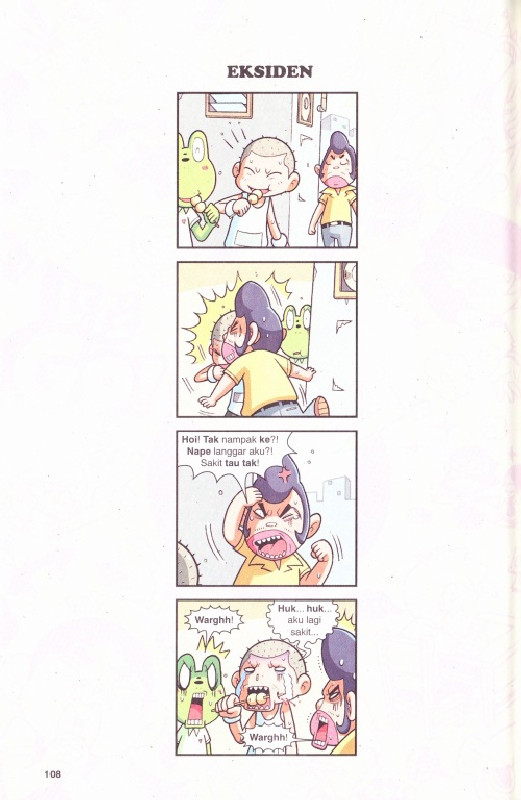 EKSIDEN
Hoi! Tak nampak ke?!
Nape langgar aku?!
Sakit tau tak!
Warghh!
Huk... huk...
aku lagi
sakit...
Warghh!
108